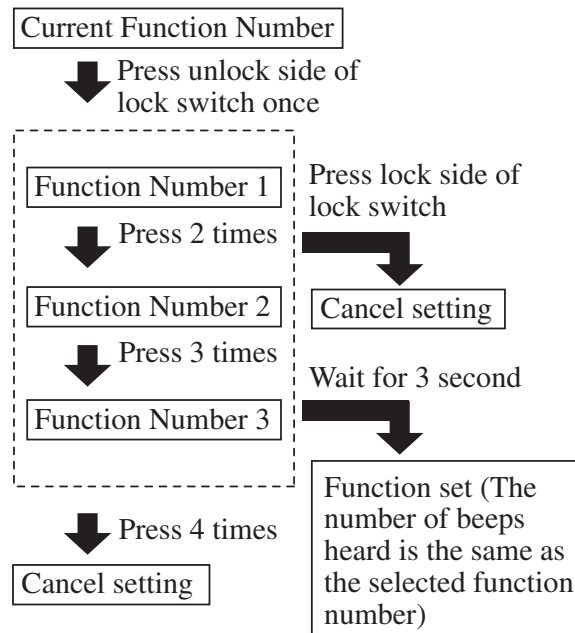 Current Function Number
Press unlock side of
lock switch once
Function Number 1
Press lock side of
lock switch
Press 2 times
Function Number 2
Cancel setting
Press 3 times
Wait for 3 second
Function Number 3
Press 4 times
Cancel setting
Function set (The
number of beeps
heard is the same as
the selected function
number)